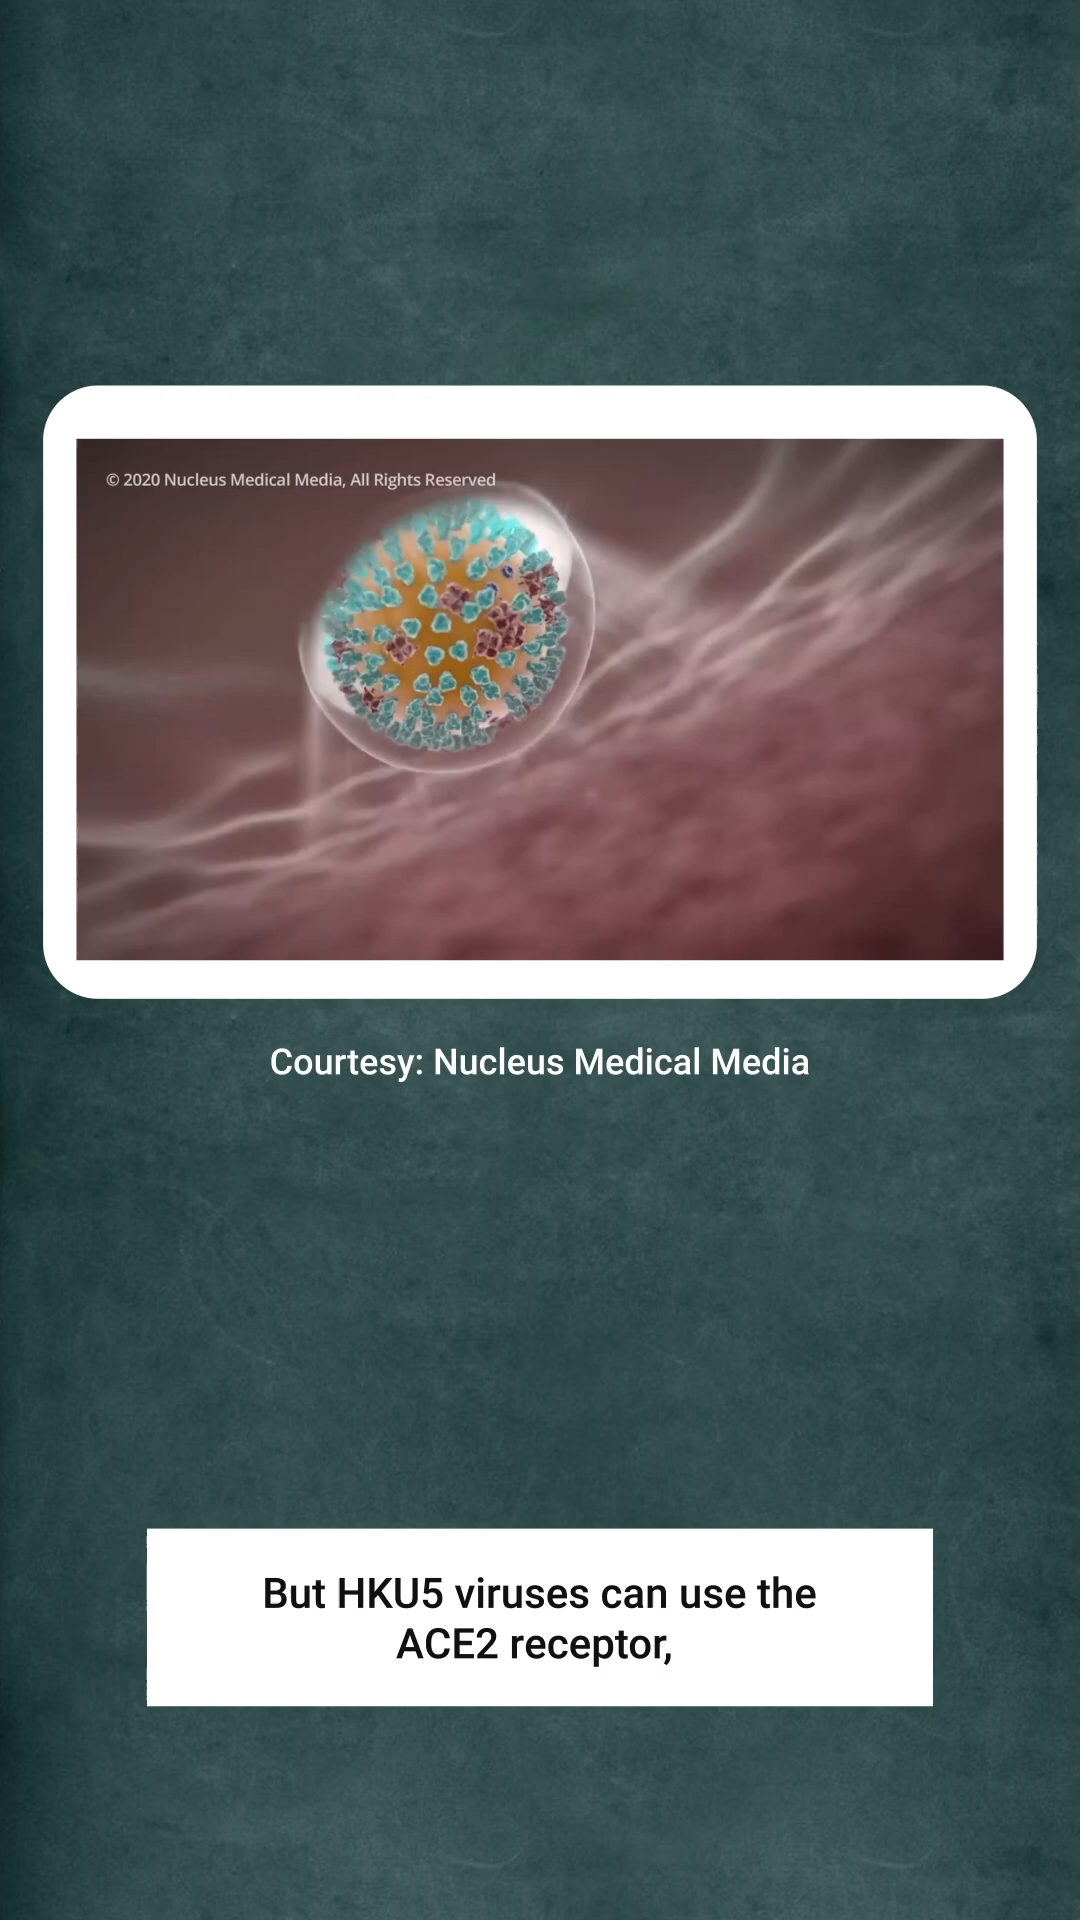 © 2020 Nucleus Medical Media, All Rights Reserved
Courtesy: Nucleus Medical Media
But HKU5 viruses can use the
ACE2 receptor,